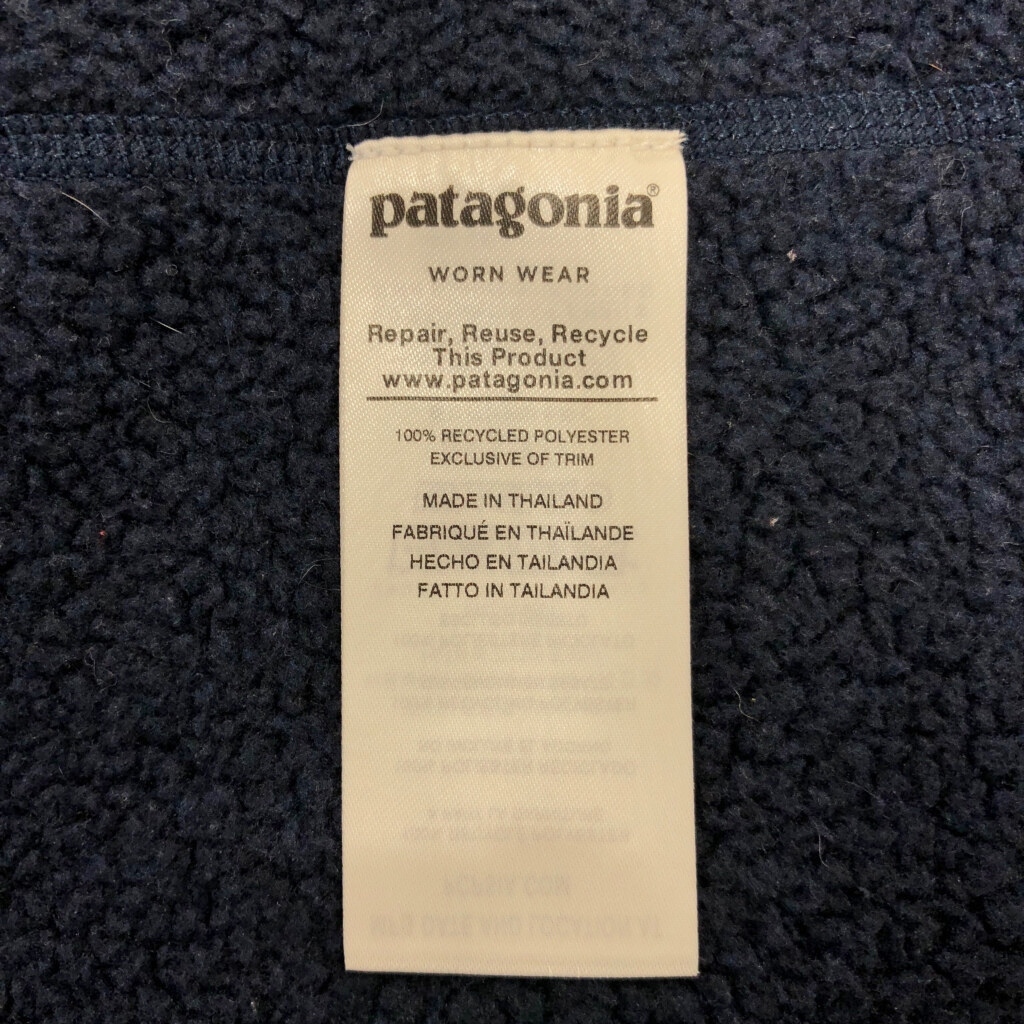 patagonia®
WORN WEAR
Repair, Reuse, Recycle
This Product
www.patagonia.com
100% RECYCLED POLYESTER
EXCLUSIVE OF TRIM
MADE IN THAILAND
FABRIQUÉ EN THAÏLANDE
HECHO EN TAILANDIA
FATTO IN TAILANDIA